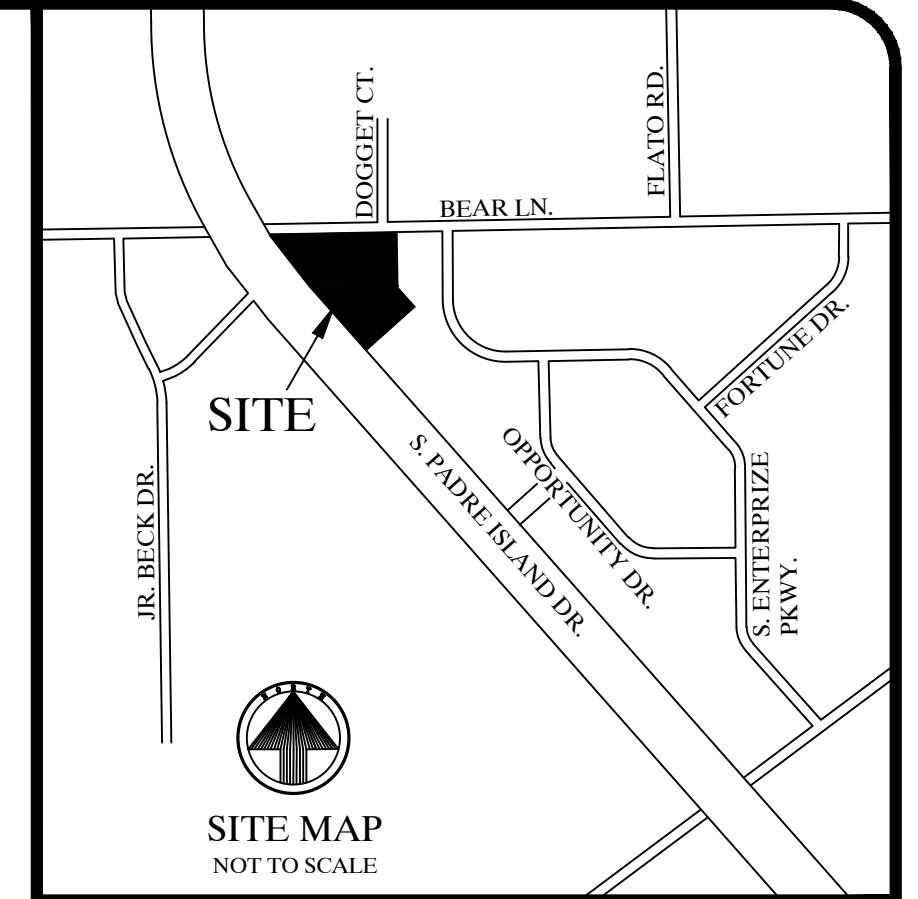 DOGGET CT.
FLATO RD.
BEAR LN.
FORTUNE DR.
SITE
S. PADRE ISLAND DR.
OPPORTUNITY DR.
S. ENTERPRIZE
PKWY.
JR. BECK DR.
NORTH
SITE MAP
NOT TO SCALE